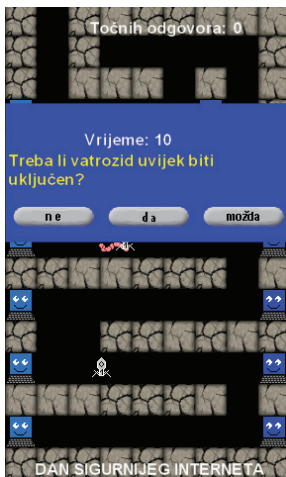 Točnih odgovora: 0
Vrijeme: 10
Treba li vatrozid uvijek biti
uključen?
ne da možda
DAN SIGURNIJEG INTERNETA